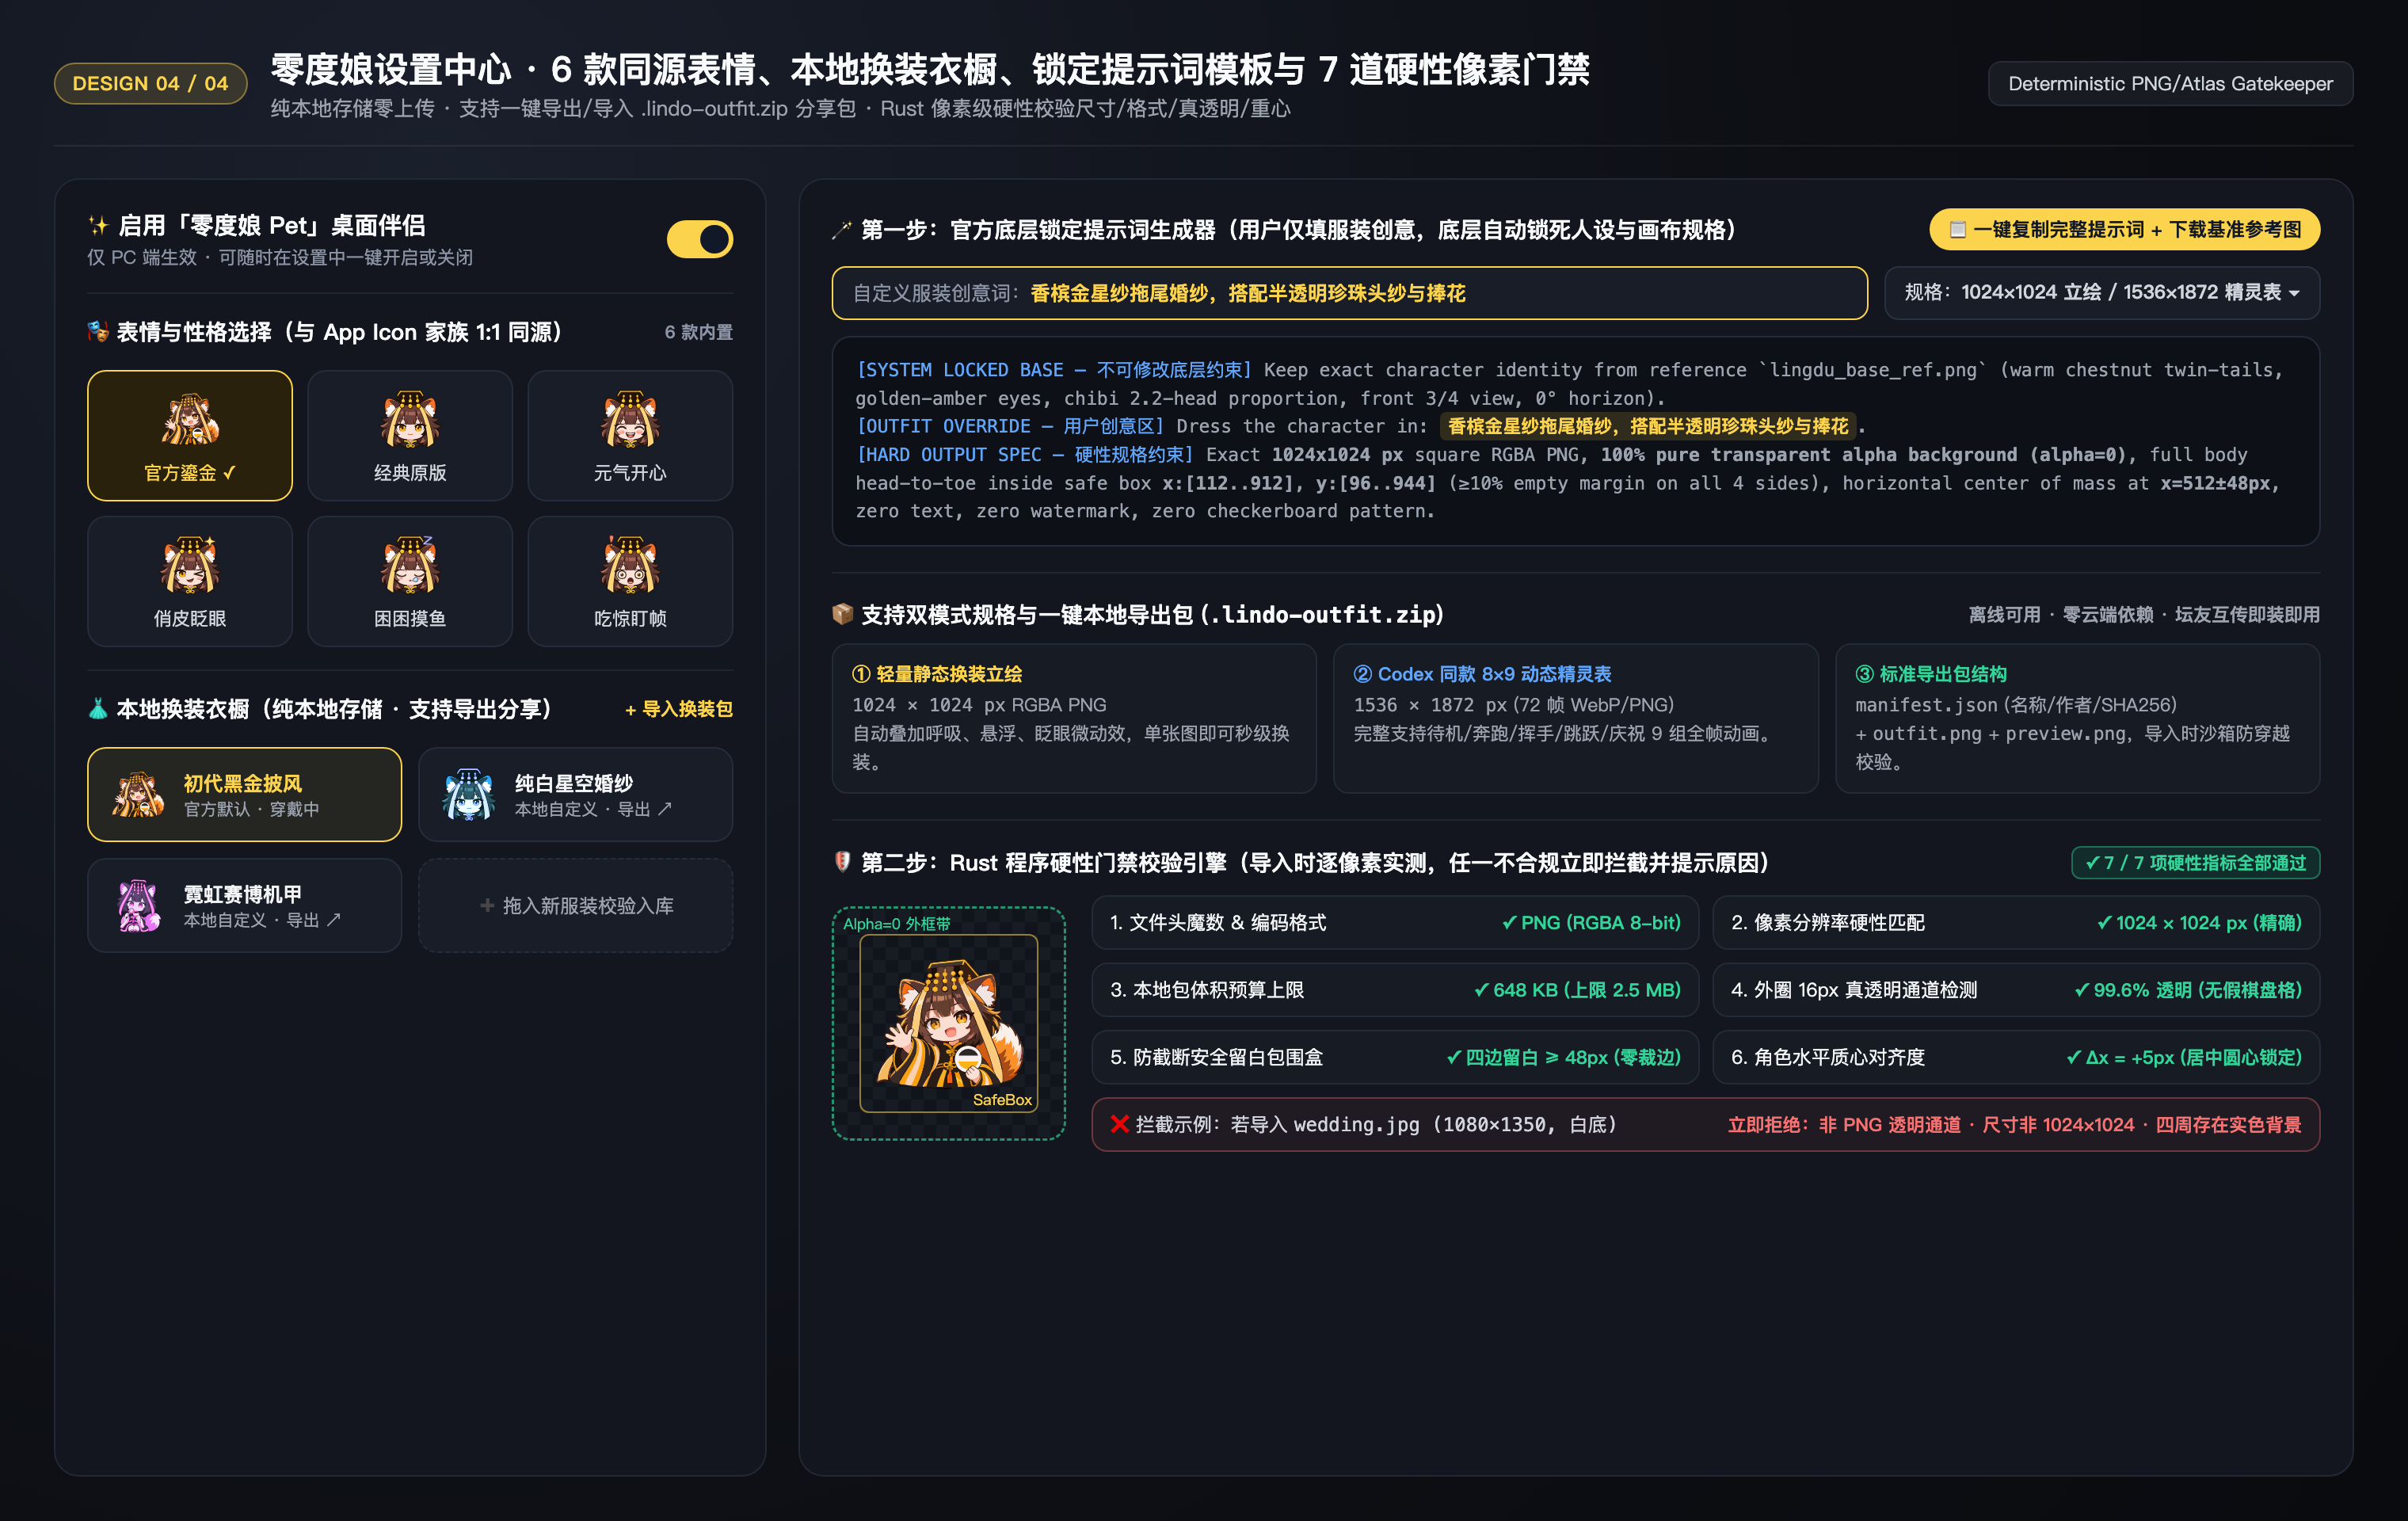 DESIGN 04 / 04
零度娘设置中心 · 6 款同源表情、本地换装衣橱、锁定提示词模板与 7 道硬性像素门禁
纯本地存储零上传 · 支持一键导出/导入 .lindo-outfit.zip 分享包 · Rust 像素级硬性校验尺寸/格式/真透明/重心
Deterministic PNG/Atlas Gatekeeper
✨ 启用「零度娘 Pet」桌面伴侣
仅 PC 端生效 · 可随时在设置中一键开启或关闭
🎭 表情与性格选择（与 App Icon 家族 1:1 同源）
6 款内置
官方鎏金 ✓
经典原版
元气开心
俏皮眨眼
困困摸鱼
吃惊盯帧
👗 本地换装衣橱（纯本地存储 · 支持导出分享）
+ 导入换装包
初代黑金披风
官方默认 · 穿戴中
纯白星空婚纱
本地自定义 · 导出 ↗
霓虹赛博机甲
本地自定义 · 导出 ↗
➕ 拖入新服装校验入库
🪄 第一步：官方底层锁定提示词生成器（用户仅填服装创意，底层自动锁死人设与画布规格）
📋 一键复制完整提示词 + 下载基准参考图
自定义服装创意词：香槟金星纱拖尾婚纱，搭配半透明珍珠头纱与捧花
规格：1024×1024 立绘 / 1536×1872 精灵表
[SYSTEM LOCKED BASE — 不可修改底层约束] Keep exact character identity from reference `lingdu_base_ref.png` (warm chestnut twin-tails,
golden-amber eyes, chibi 2.2-head proportion, front 3/4 view, 0° horizon).
[OUTFIT OVERRIDE — 用户创意区] Dress the character in: 香槟金星纱拖尾婚纱，搭配半透明珍珠头纱与捧花.
[HARD OUTPUT SPEC — 硬性规格约束] Exact 1024x1024 px square RGBA PNG, 100% pure transparent alpha background (alpha=0), full body
head-to-toe inside safe box x:[112..912], y:[96..944] (≥10% empty margin on all 4 sides), horizontal center of mass at x=512±48px,
zero text, zero watermark, zero checkerboard pattern.
📦 支持双模式规格与一键本地导出包 (.lindo-outfit.zip)
离线可用 · 零云端依赖 · 坛友互传即装即用
① 轻量静态换装立绘
1024 × 1024 px RGBA PNG
自动叠加呼吸、悬浮、眨眼微动效，单张图即可秒级换
装。
② Codex 同款 8×9 动态精灵表
1536 × 1872 px (72 帧 WebP/PNG)
完整支持待机/奔跑/挥手/跳跃/庆祝 9 组全帧动画。
③ 标准导出包结构
manifest.json (名称/作者/SHA256)
+ outfit.png + preview.png，导入时沙箱防穿越
校验。
🛡️ 第二步：Rust 程序硬性门禁校验引擎（导入时逐像素实测，任一不合规立即拦截并提示原因）
✓ 7 / 7 项硬性指标全部通过
Alpha=0 外框带
SafeBox
1. 文件头魔数 & 编码格式
✓ PNG (RGBA 8-bit)
2. 像素分辨率硬性匹配
✓ 1024 × 1024 px (精确)
3. 本地包体积预算上限
✓ 648 KB (上限 2.5 MB)
4. 外圈 16px 真透明通道检测
✓ 99.6% 透明 (无假棋盘格)
5. 防截断安全留白包围盒
✓ 四边留白 ≥ 48px (零裁边)
6. 角色水平质心对齐度
✓ Δx = +5px (居中圆心锁定)
❌ 拦截示例：若导入 wedding.jpg (1080×1350, 白底)
立即拒绝：非 PNG 透明通道 · 尺寸非 1024×1024 · 四周存在实色背景